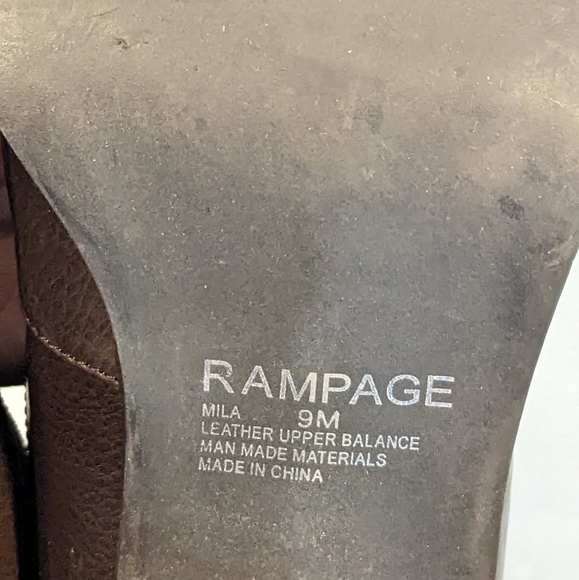 RAMPAGE
MILA 9M
LEATHER UPPER BALANCE
MAN MADE MATERIALS
MADE IN CHINA